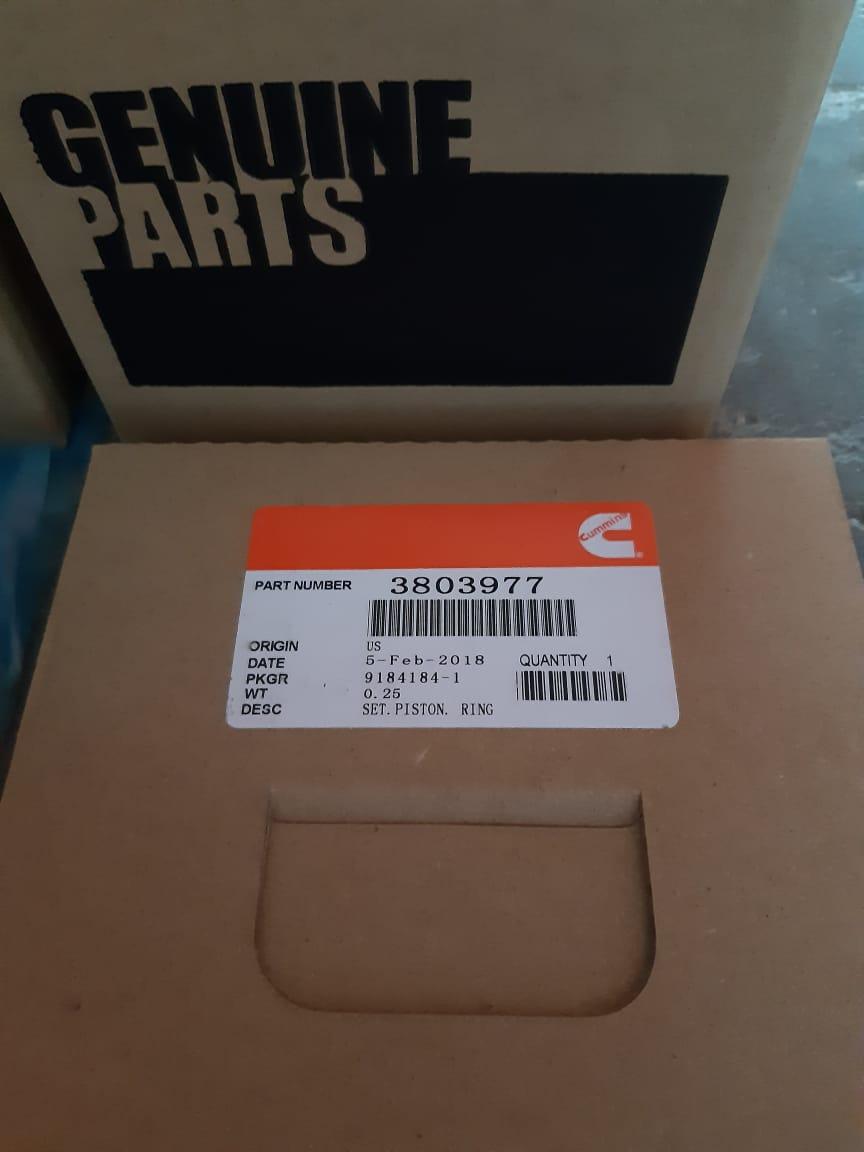 GENUINE
PARTS
Cummins
PART NUMBER 3803977
ORIGIN US
DATE 5-Feb-2018 QUANTITY 1
PKGR 9184184-1
WT 0.25
DESC SET.PISTON. RING